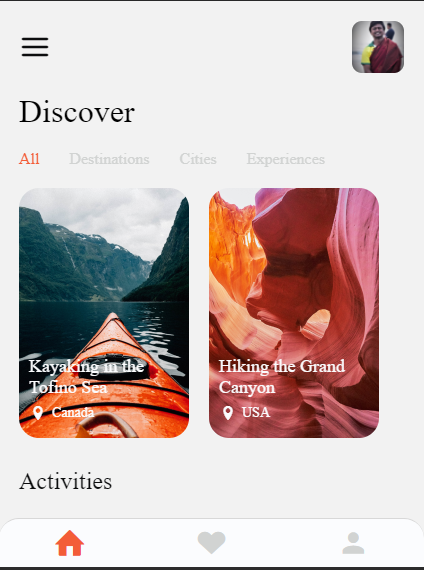 Discover
All Destinations Cities Experiences
Kayaking in the
Tofino Sea
Canada
Hiking the Grand
Canyon
USA
Activities